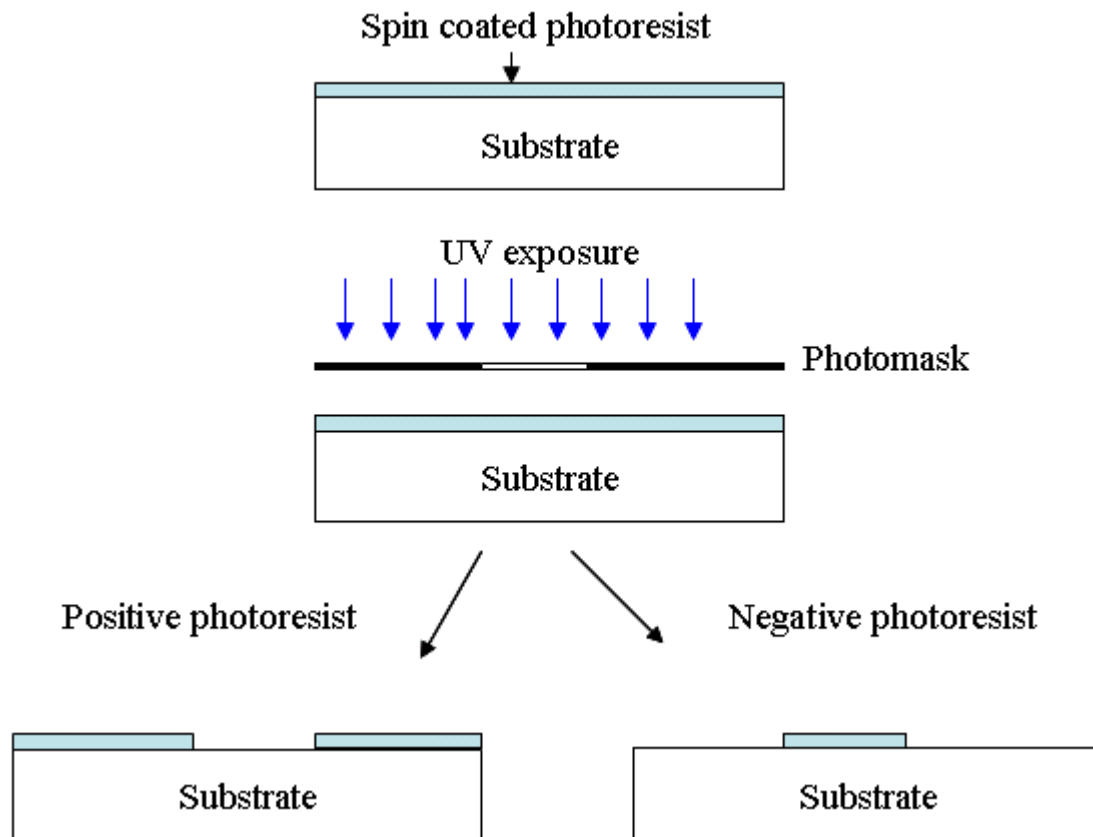 Spin coated photoresist
Substrate
UV exposure
Photomask
Substrate
Positive photoresist
Negative photoresist
Substrate
Substrate